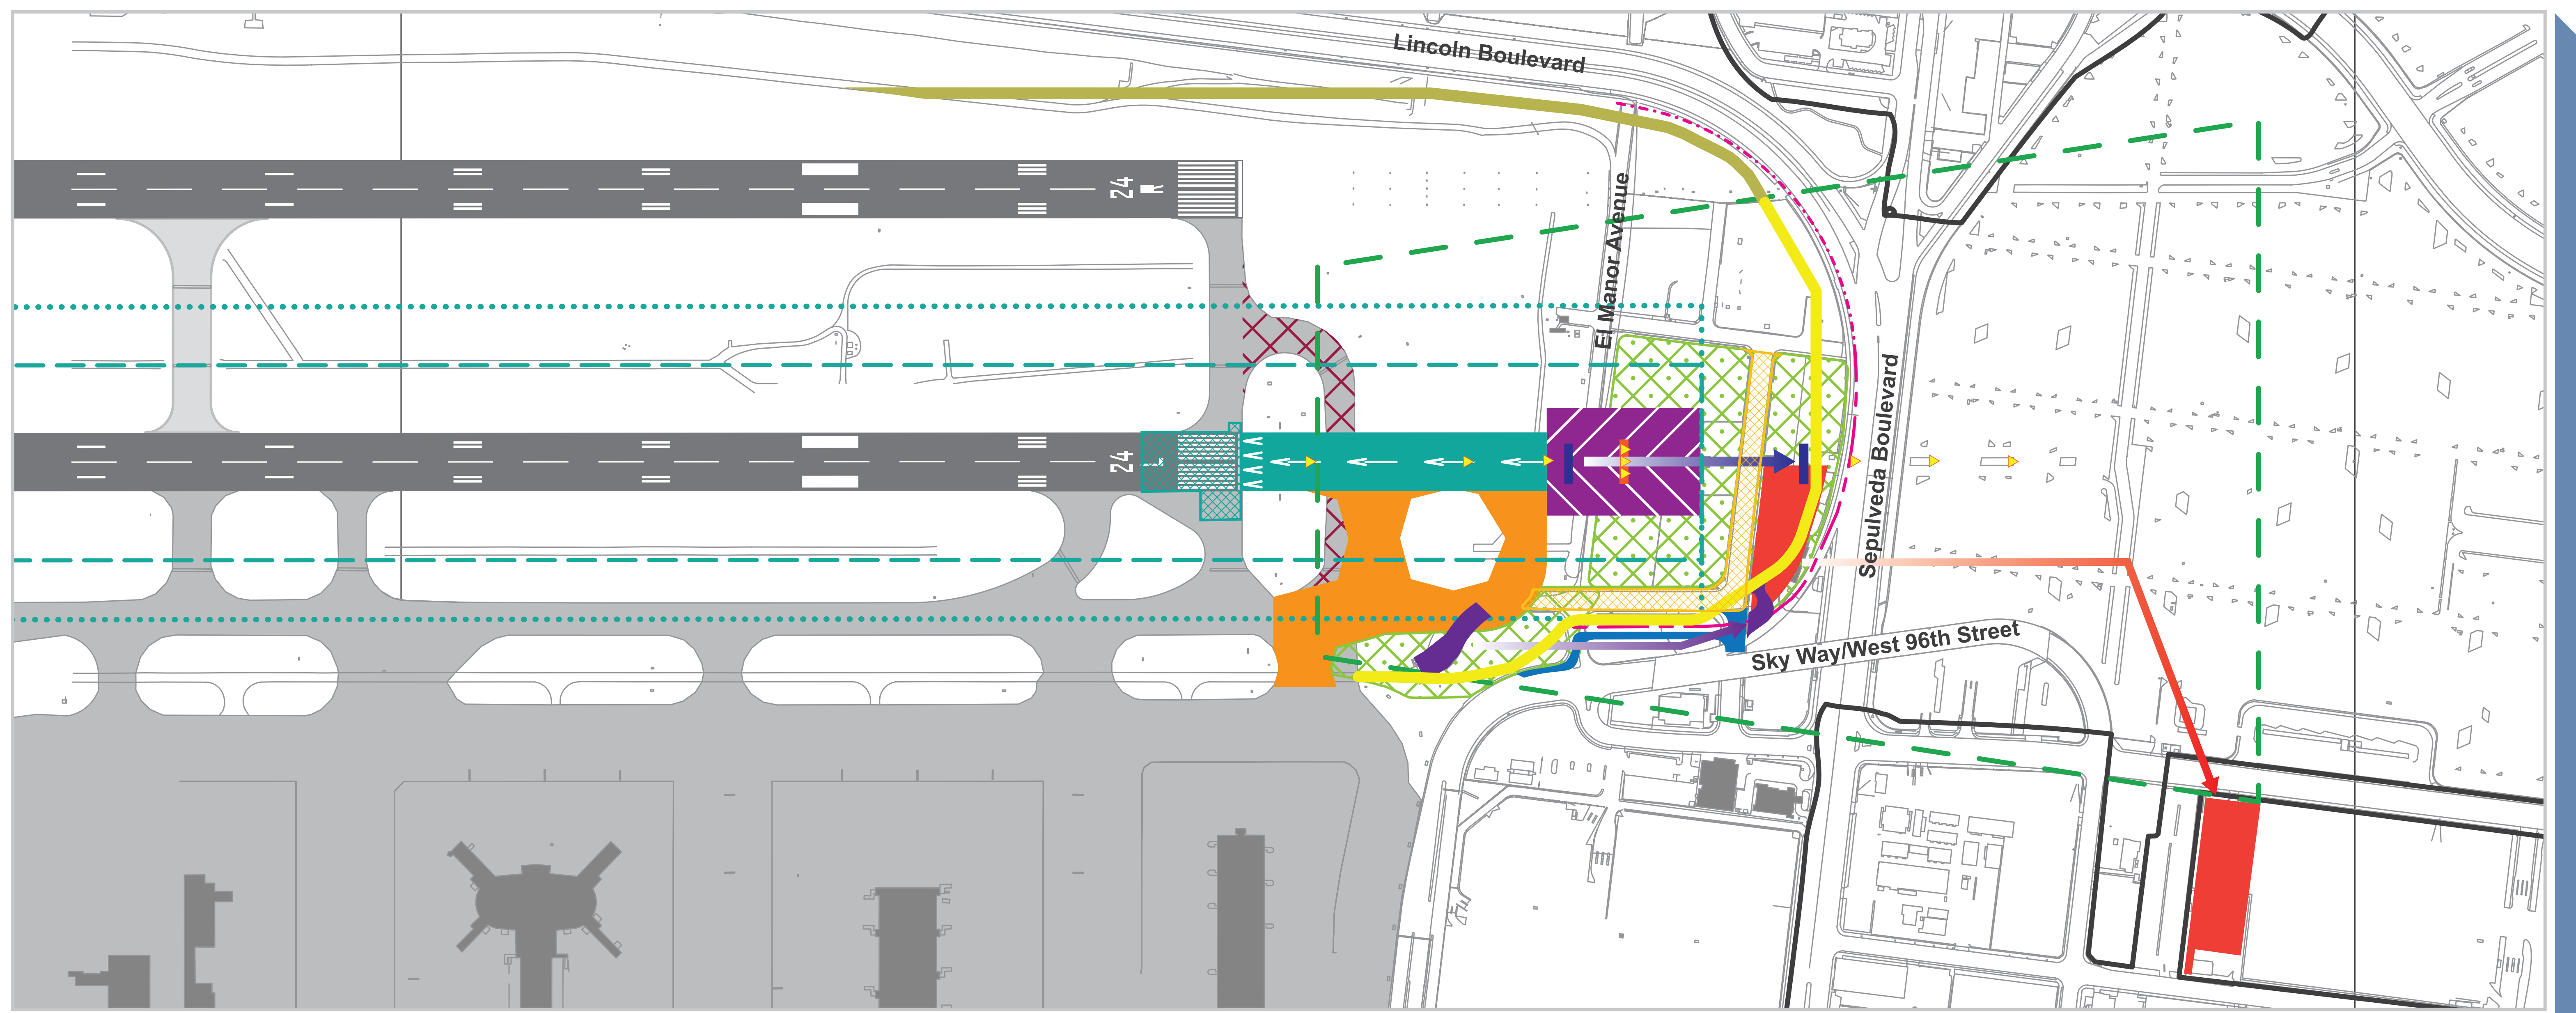 Lincoln Boulevard
24
El Manor Avenue
24
Sepulveda Boulevard
Sky Way/West 96th Street